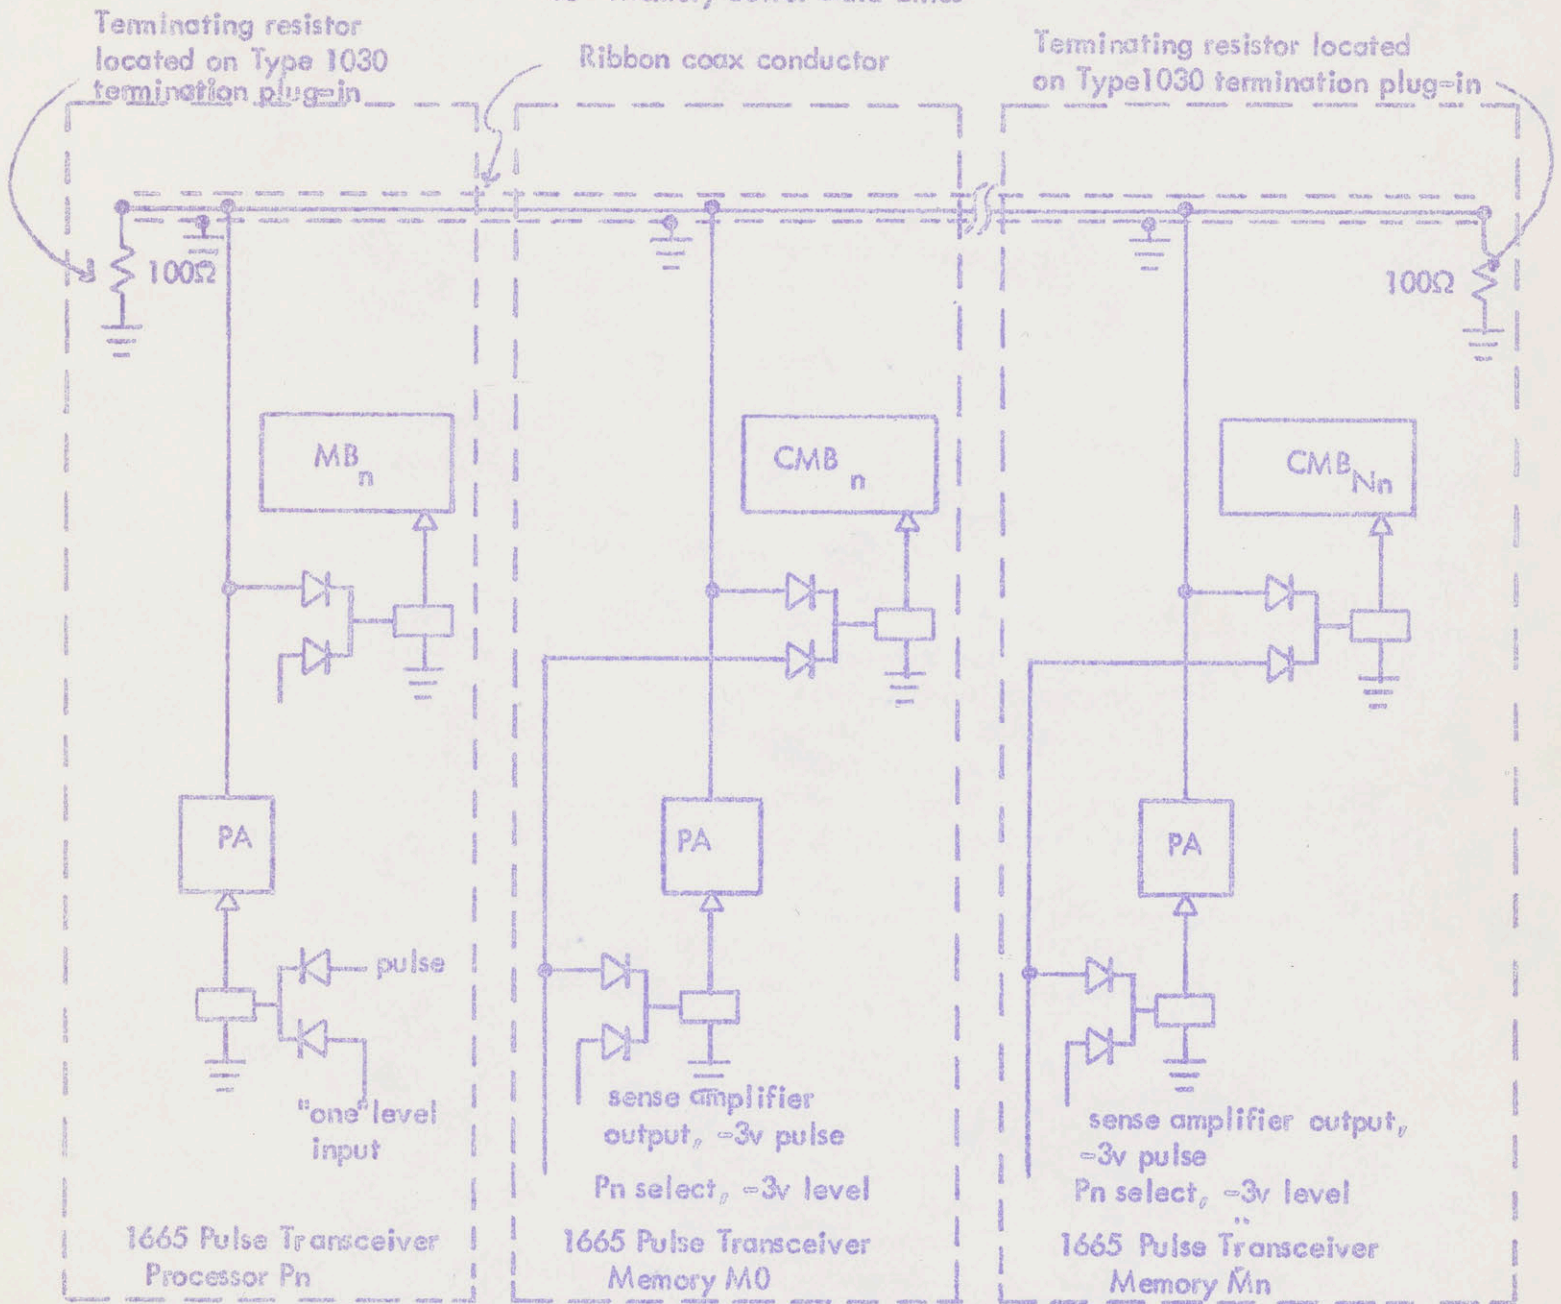 Terminating resistor
located on Type 1030
termination plug-in
Ribbon coax conductor
Terminating resistor located
on Type1030 termination plug-in
100Ω
100Ω
MB n
CMB n
CMB Nn
PA
PA
PA
pulse
"one" level
input
sense amplifier
output, -3v pulse
Pn select, -3v level
sense amplifier output,
-3v pulse
Pn select, -3v level
1665 Pulse Transceiver
Processor Pn
1665 Pulse Transceiver
Memory M0
1665 Pulse Transceiver
Memory Mn